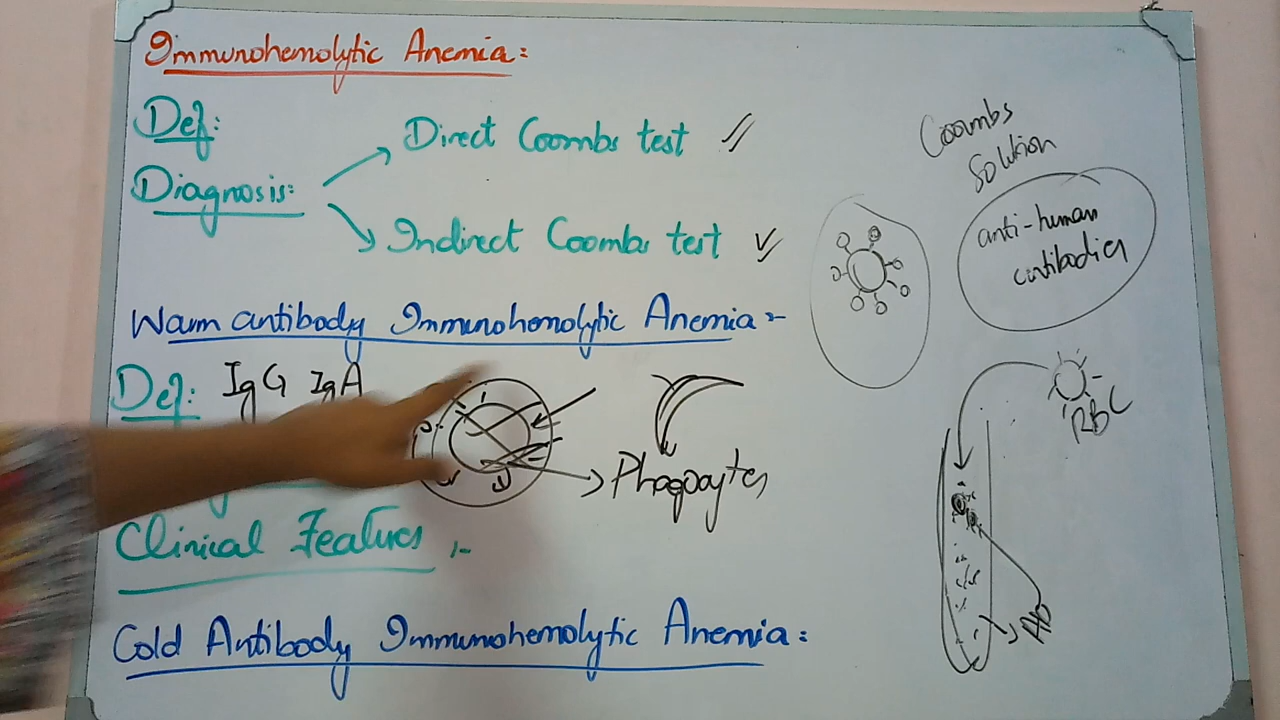 Immunohemolytic Anemia:
Def:
Diagnosis:
Direct Coombs test
Indirect Coombs test
Coombs
Solution
anti-human
antibodies
Warm antibody Immunohemolytic Anemia:-
Def: IgG IgA
Phagocytes
RBC
Clinical Features :-
Ab
Cold Antibody Immunohemolytic Anemia: